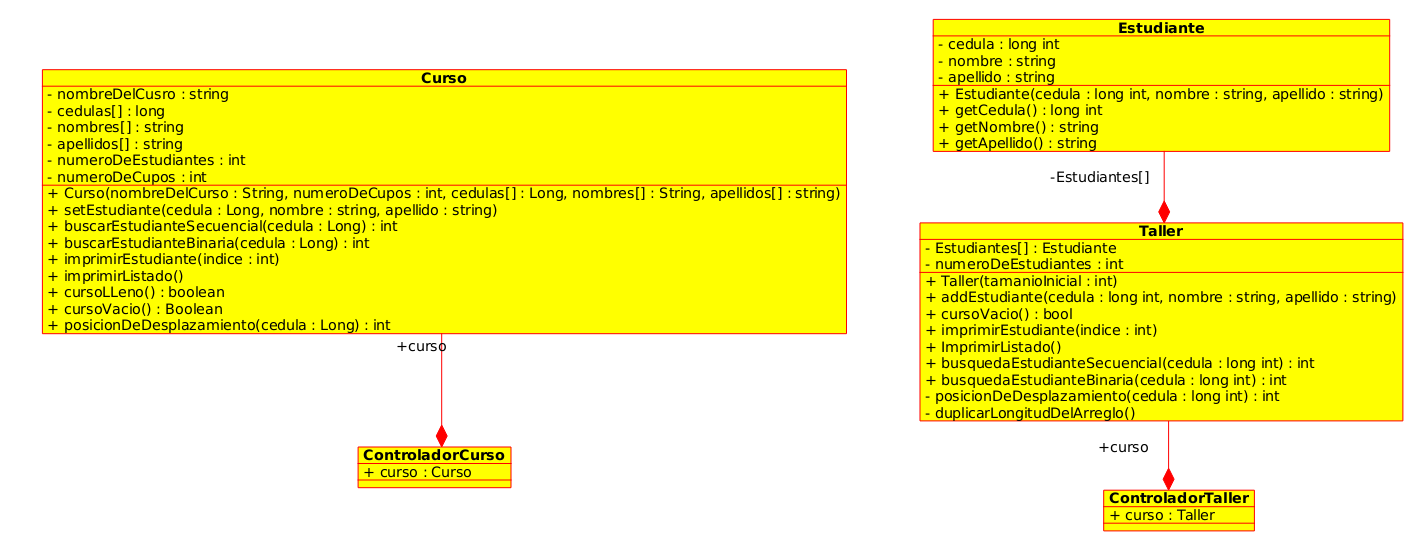 Curso
- nombreDelCusro : string
- cedulas[] : long
- nombres[] : string
- apellidos[] : string
- numeroDeEstudiantes : int
- numeroDeCupos : int
+ Curso(nombreDelCurso : String, numeroDeCupos : int, cedulas[] : Long, nombres[] : String, apellidos[] : string)
+ setEstudiante(cedula : Long, nombre : string, apellido : string)
+ buscarEstudianteSecuencial(cedula : Long) : int
+ buscarEstudianteBinaria(cedula : Long) : int
+ imprimirEstudiante(indice : int)
+ imprimirListado()
+ cursoLLeno() : boolean
+ cursoVacio() : Boolean
+ posicionDeDesplazamiento(cedula : Long) : int
+curso
ControladorCurso
+ curso : Curso
Estudiante
- cedula : long int
- nombre : string
- apellido : string
+ Estudiante(cedula : long int, nombre : string, apellido : string)
+ getCedula() : long int
+ getNombre() : string
+ getApellido() : string
-Estudiantes[]
Taller
- Estudiantes[] : Estudiante
- numeroDeEstudiantes : int
+ Taller(tamanioInicial : int)
+ addEstudiante(cedula : long int, nombre : string, apellido : string)
+ cursoVacio() : bool
+ imprimirEstudiante(indice : int)
+ ImprimirListado()
+ busquedaEstudianteSecuencial(cedula : long int) : int
+ busquedaEstudianteBinaria(cedula : long int) : int
- posicionDeDesplazamiento(cedula : long int) : int
- duplicarLongitudDelArreglo()
+curso
ControladorTaller
+ curso : Taller